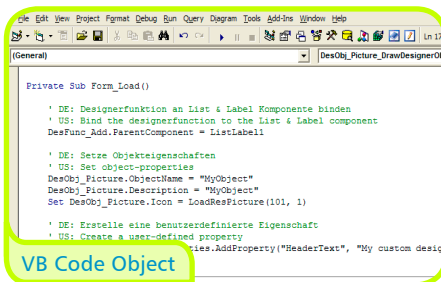 File Edit View Project Format Debug Run Query Diagram Tools Add-Ins Window Help
Ln 17
(General) DesObj_Picture_DrawDesignerOb
Private Sub Form_Load()
' DE: Designerfunktion an List & Label Komponente binden
' US: Bind the designerfunction to the List & Label component
DesFunc_Add.ParentComponent = ListLabel1
' DE: Setze Objekteigenschaften
' US: Set object-properties
DesObj_Picture.ObjectName = "MyObject"
DesObj_Picture.Description = "MyObject"
Set DesObj_Picture.Icon = LoadResPicture(101, 1)
' DE: Erstelle eine benutzerdefinierte Eigenschaft
' US: Create a user-defined property
ties.AddProperty("HeaderText", "My custom desig
VB Code Object